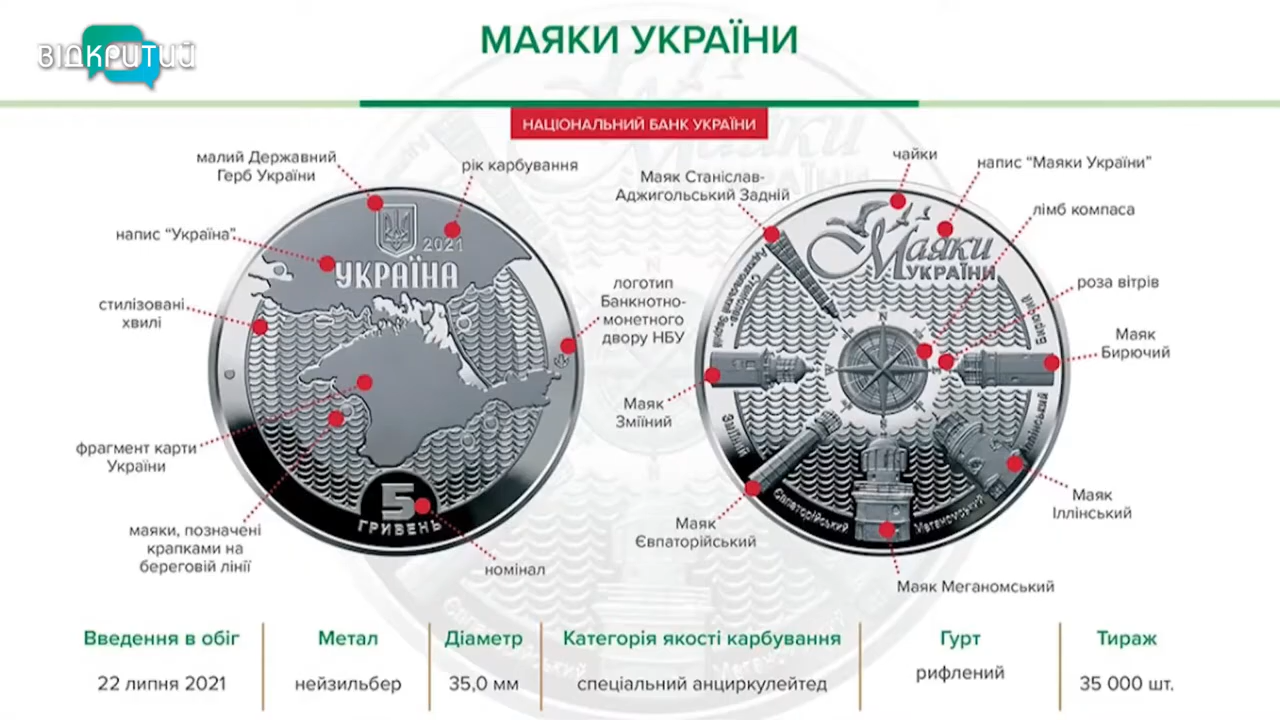 ВІДКРИТИЙ
МАЯКИ УКРАЇНИ
НАЦІОНАЛЬНИЙ БАНК УКРАЇНИ
малий Державний
Герб України
рік карбування
напис “Україна”
стилізовані
хвилі
фрагмент карти
України
маяки, позначені
крапками на
береговій лінії
номінал
логотип
Банкнотно-
монетного
двору НБУ
2021
УКРАЇНА
5
ГРИВЕНЬ
Маяк Станіслав-
Аджигольський Задній
чайки
напис “Маяки України”
лімб компаса
роза вітрів
Маяк
Бирючий
Маяк
Зміїний
Маяк
Євпаторійський
Маяк
Іллінський
Маяк Меганомський
Маяки
УКРАЇНИ
Станіслав-
Аджигольський Задній
Бирючий
Зміїний
Євпаторійський
Меганомський
Іллінський
N
W
S
Введення в обіг
22 липня 2021
Метал
нейзильбер
Діаметр
35,0 мм
Категорія якості карбування
спеціальний анциркулейтед
Гурт
рифлений
Тираж
35 000 шт.